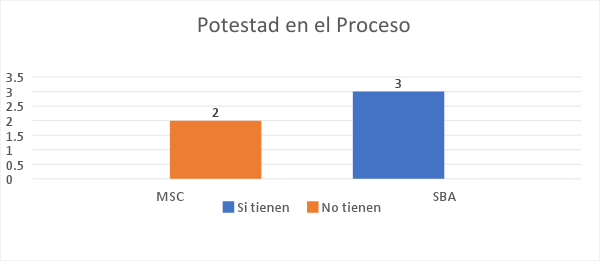 Potestad en el Proceso
3.5
3
2.5
2
1.5
1
0.5
0
2
3
MSC
SBA
Si tienen
No tienen